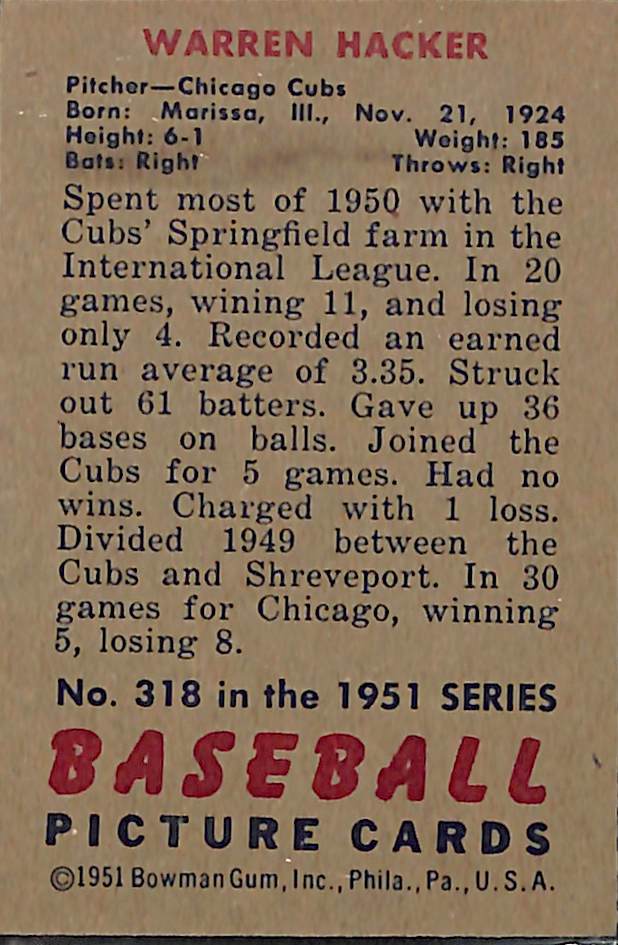 WARREN HACKER
Pitcher—Chicago Cubs
Born: Marissa, Ill., Nov. 21, 1924
Height: 6-1 Weight: 185
Bats: Right Throws: Right
Spent most of 1950 with the
Cubs' Springfield farm in the
International League. In 20
games, wining 11, and losing
only 4. Recorded an earned
run average of 3.35. Struck
out 61 batters. Gave up 36
bases on balls. Joined the
Cubs for 5 games. Had no
wins. Charged with 1 loss.
Divided 1949 between the
Cubs and Shreveport. In 30
games for Chicago, winning
5, losing 8.
No. 318 in the 1951 SERIES
BASEBALL
PICTURE CARDS
©1951 Bowman Gum, Inc., Phila., Pa., U.S.A.